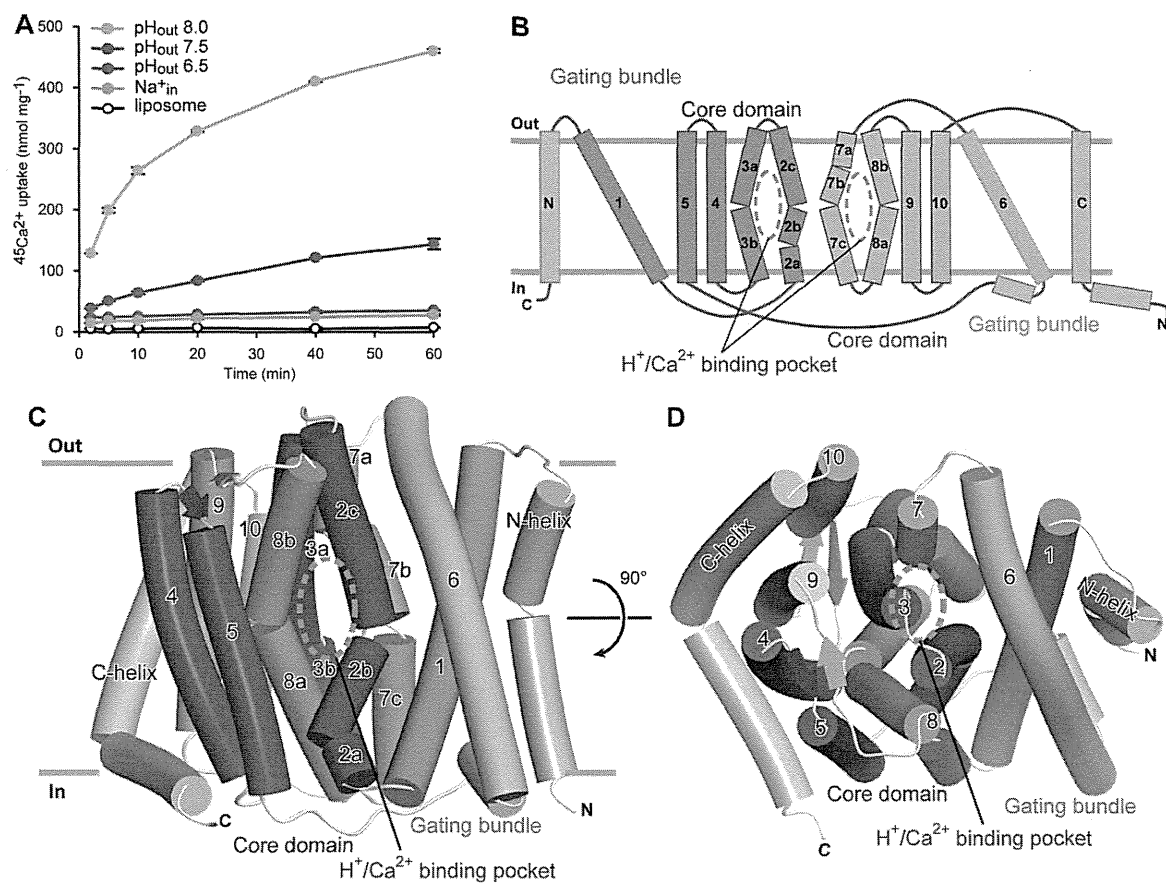 A
pHout 8.0
pHout 7.5
pHout 6.5
Na+in
liposome
45Ca2+ uptake (nmol mg-1)
500
400
300
200
100
0
0 10 20 30 40 50 60
Time (min)
B
Gating bundle
Core domain
Out
N 1 5 4 3a 2c 7a 8b 9 10 6 C
7b
3b 2b 7c 8a
2a
In
C
N
Core domain
Gating bundle
H+/Ca2+ binding pocket
C
Out
9
10
8b
3a
2c
7a
7b
6
N-helix
4
5
8a
3b
2b
7c
1
C-helix
2a
In
C
N
Core domain
Gating bundle
H+/Ca2+ binding pocket
90°
D
10
C-helix
7
1
6
9
3
N-helix
N
4
2
5
8
Core domain
Gating bundle
H+/Ca2+ binding pocket
C